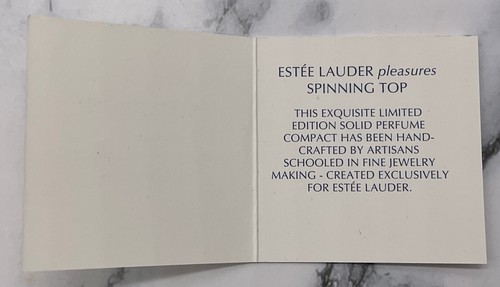 ESTÉE LAUDER pleasures
SPINNING TOP
THIS EXQUISITE LIMITED
EDITION SOLID PERFUME
COMPACT HAS BEEN HAND-
CRAFTED BY ARTISANS
SCHOOLED IN FINE JEWELRY
MAKING - CREATED EXCLUSIVELY
FOR ESTÉE LAUDER.